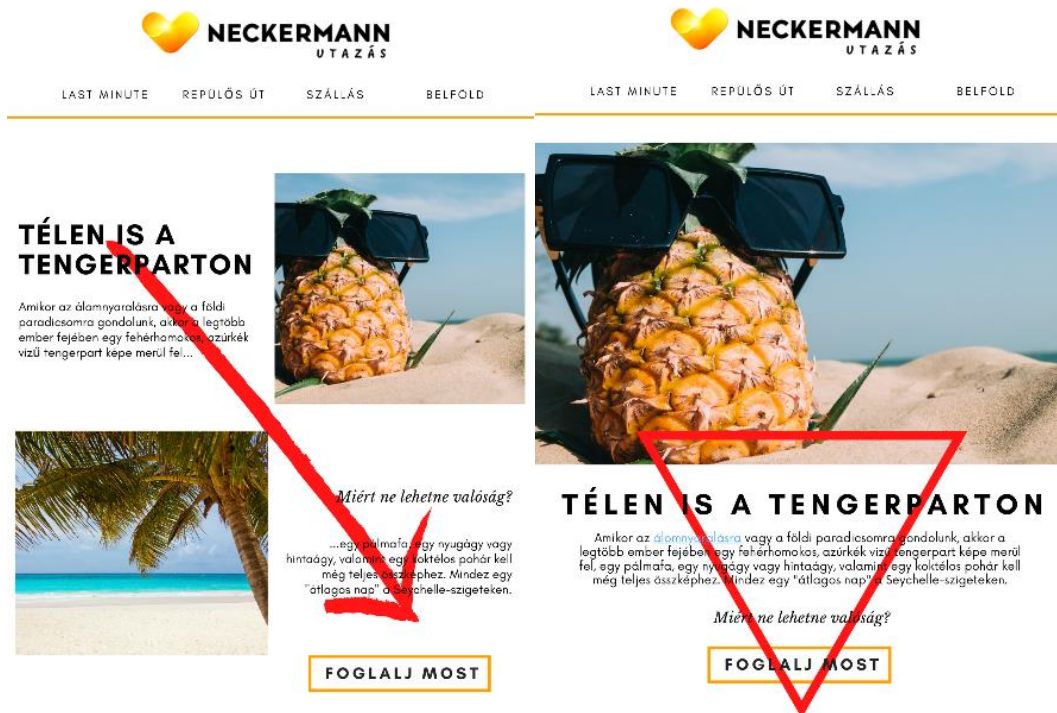 NECKERMANN
UTAZÁS
LAST MINUTE REPÜLŐS ÚT SZÁLLÁS BELFÖLD
TÉLEN IS A
TENGERPARTON
Amikor az álomnyaralásra vagy a földi
paradicsomra gondolunk, akkor a legtöbb
ember fejében egy fehérhomokos, azúrkék
vizű tengerpart képe merül fel...
Miért ne lehetne valóság?
...egy pálmafa, egy nyugágy vagy
hintaágy, valamint egy koktélos pohár kell
még teljes összképhez. Mindez egy
"átlagos nap" a Seychelle-szigeteken.
FOGLALJ MOST
NECKERMANN
UTAZÁS
LAST MINUTE REPÜLŐS ÚT SZÁLLÁS BELFÖLD
TÉLEN IS A TENGERPARTON
Amikor az álomnyaralásra vagy a földi paradicsomra gondolunk, akkor a
legtöbb ember fejében egy fehérhomokos, azúrkék vizű tengerpart képe merül
fel, egy pálmafa, egy nyugágy vagy hintaágy, valamint egy koktélos pohár kell
még teljes összképhez. Mindez egy "átlagos nap" a Seychelle-szigeteken.
Miért ne lehetne valóság?
FOGLALJ MOST